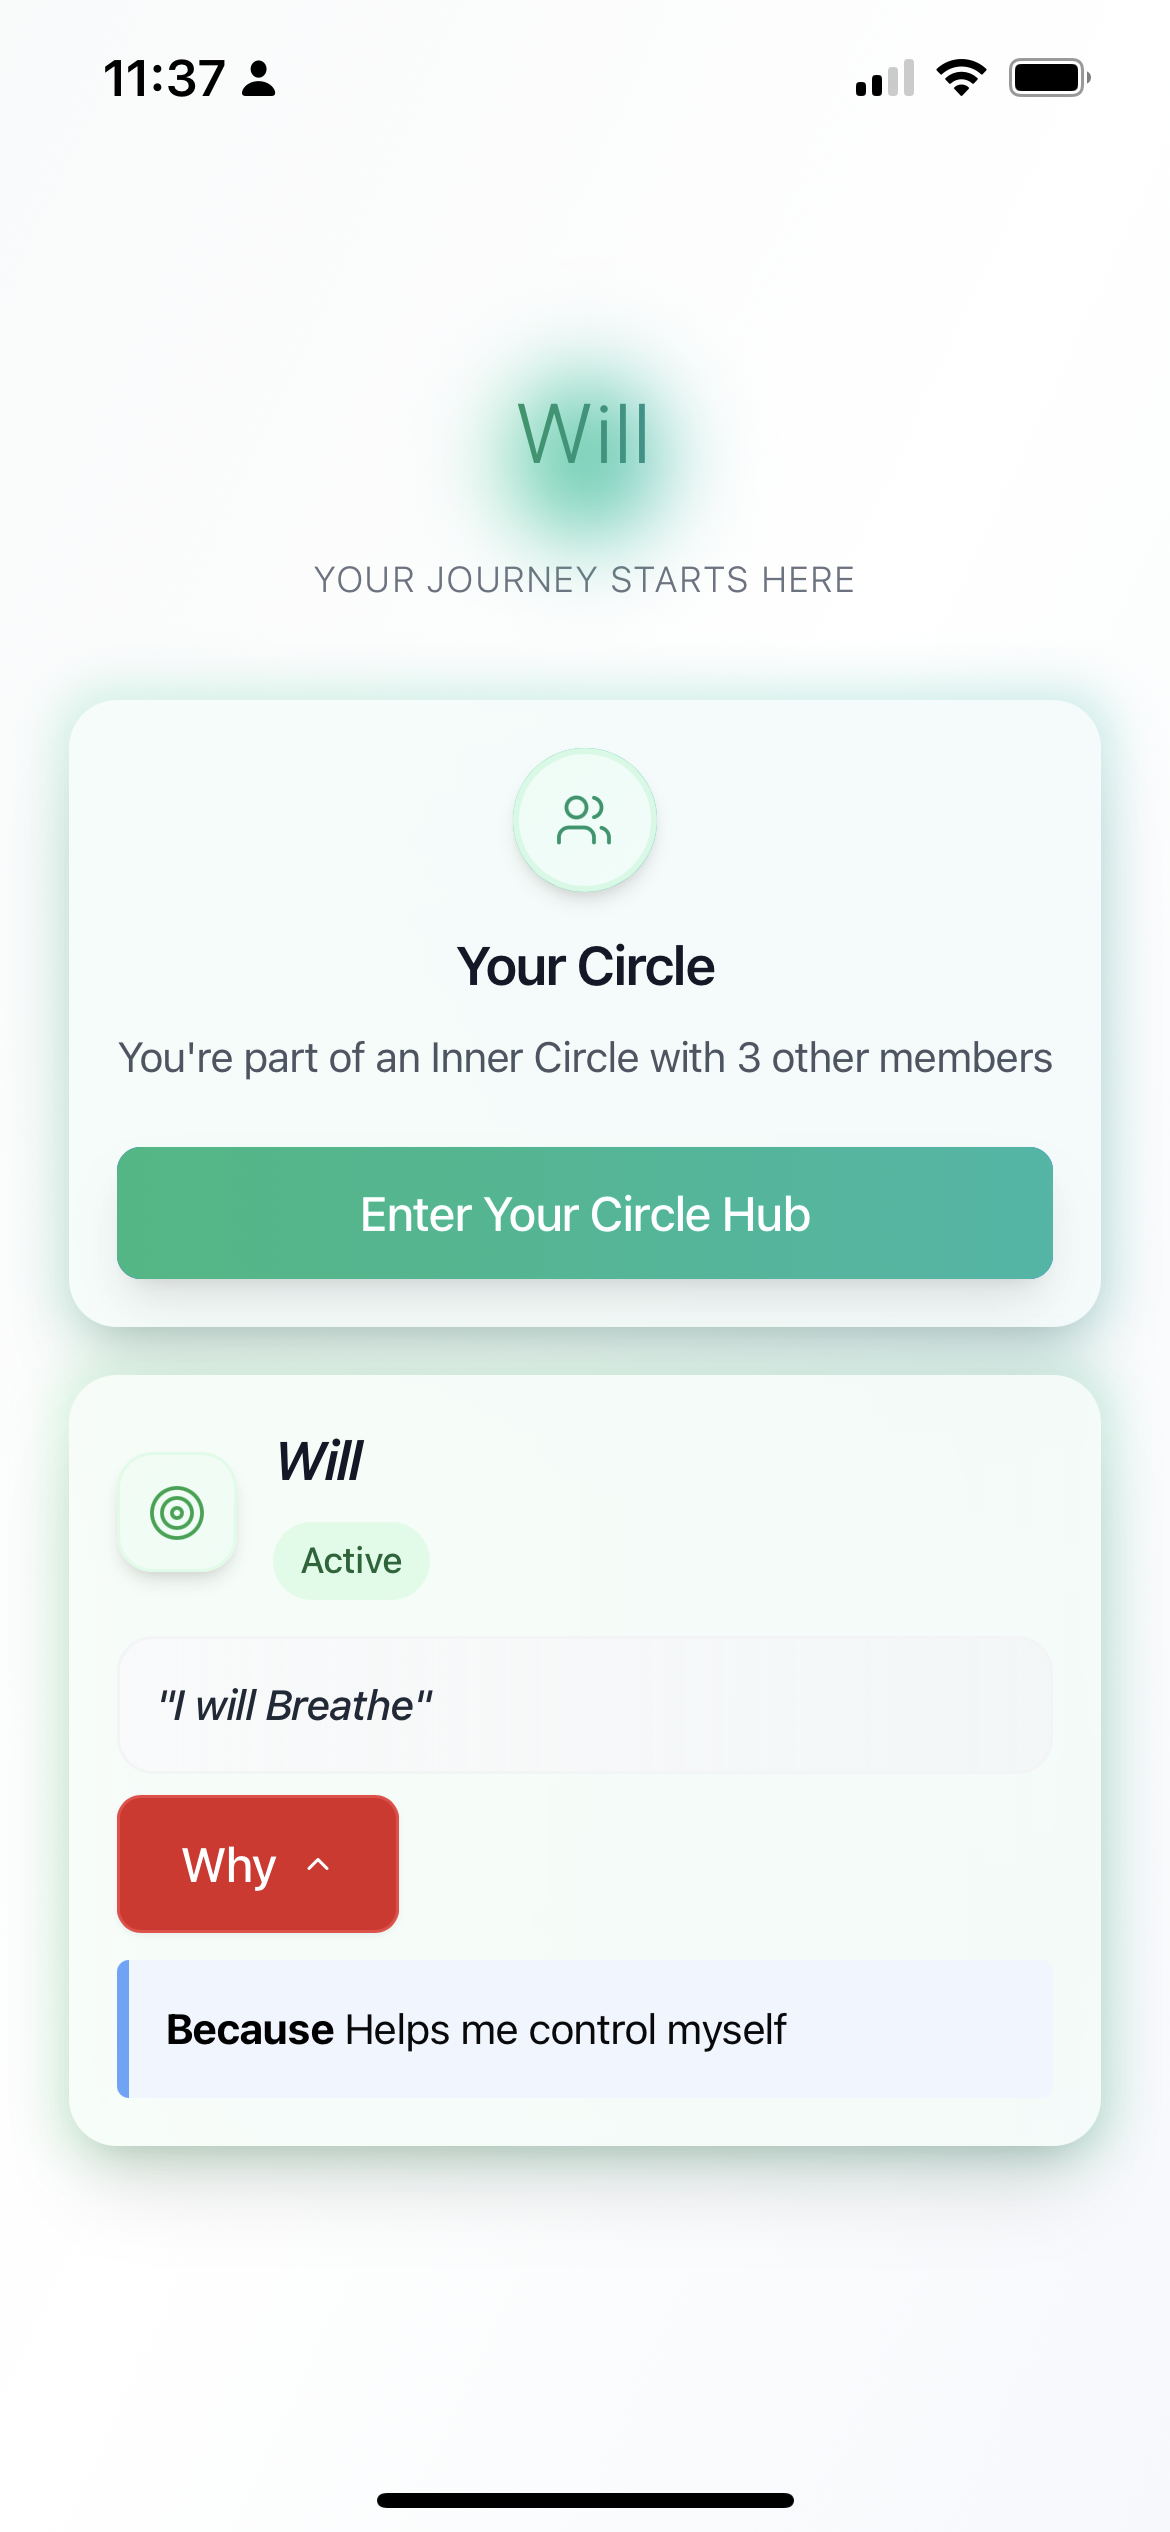 11:37
Will
YOUR JOURNEY STARTS HERE
Your Circle
You're part of an Inner Circle with 3 other members
Enter Your Circle Hub
Will
Active
"I will Breathe"
Why
Because Helps me control myself